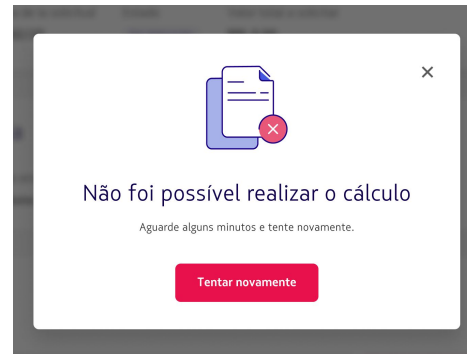 Não foi possível realizar o cálculo
Aguarde alguns minutos e tente novamente.
Tentar novamente